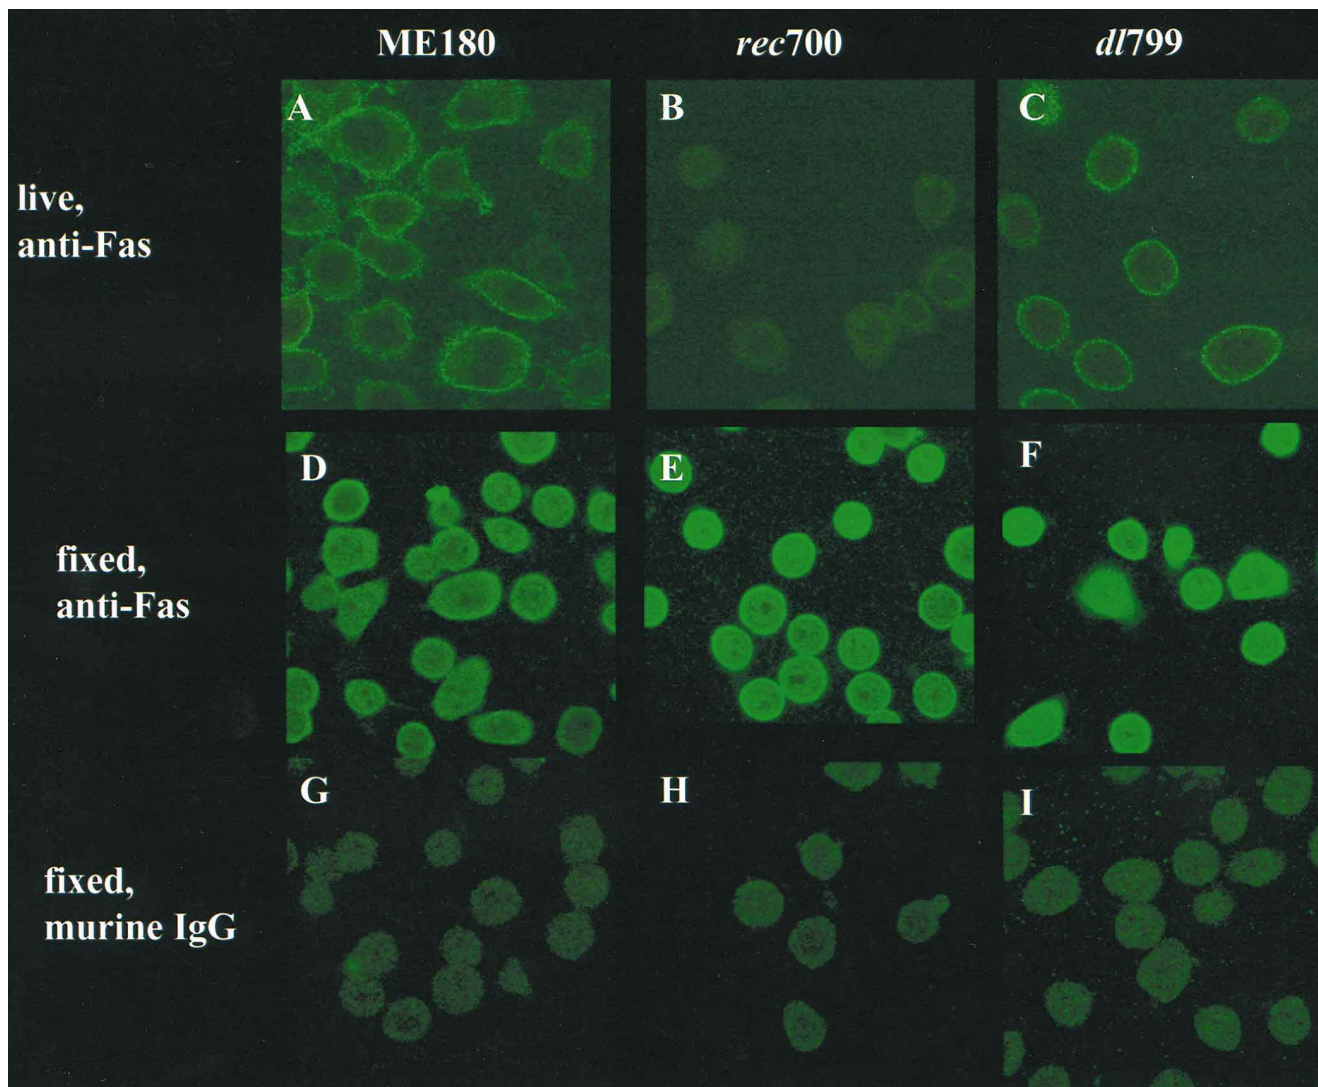 ME180 rec700 dl799
A B C
live,
anti-Fas
D E F
fixed,
anti-Fas
G H I
fixed,
murine IgG